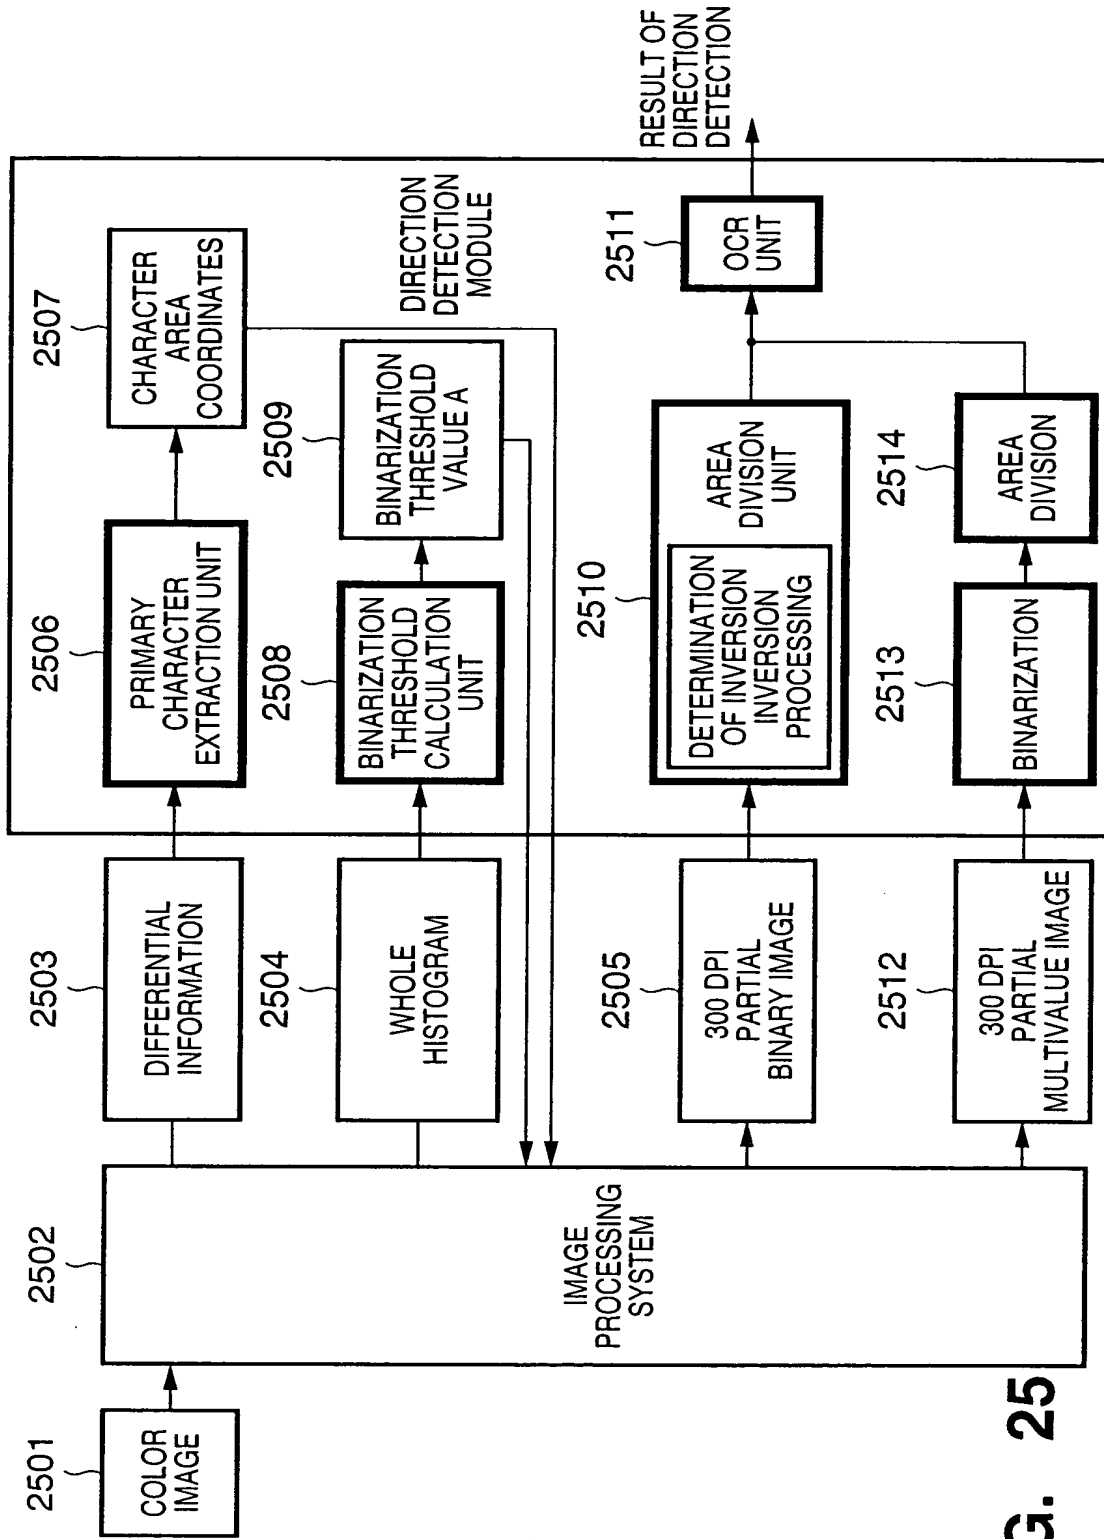 2501
COLOR
IMAGE
2502
IMAGE
PROCESSING
SYSTEM
2503
DIFFERENTIAL
INFORMATION
2506
PRIMARY
CHARACTER
EXTRACTION UNIT
2507
CHARACTER
AREA
COORDINATES
2504
WHOLE
HISTOGRAM
2508
BINARIZATION
THRESHOLD
CALCULATION
UNIT
2509
BINARIZATION
THRESHOLD
VALUE A
DIRECTION
DETECTION
MODULE
2505
300 DPI
PARTIAL
BINARY IMAGE
2510
DETERMINATION
OF INVERSION
INVERSION
PROCESSING
AREA
DIVISION
UNIT
2511
OCR
UNIT
RESULT OF
DIRECTION
DETECTION
2512
300 DPI
PARTIAL
MULTIVALUE IMAGE
2513
BINARIZATION
2514
AREA
DIVISION
G. 25